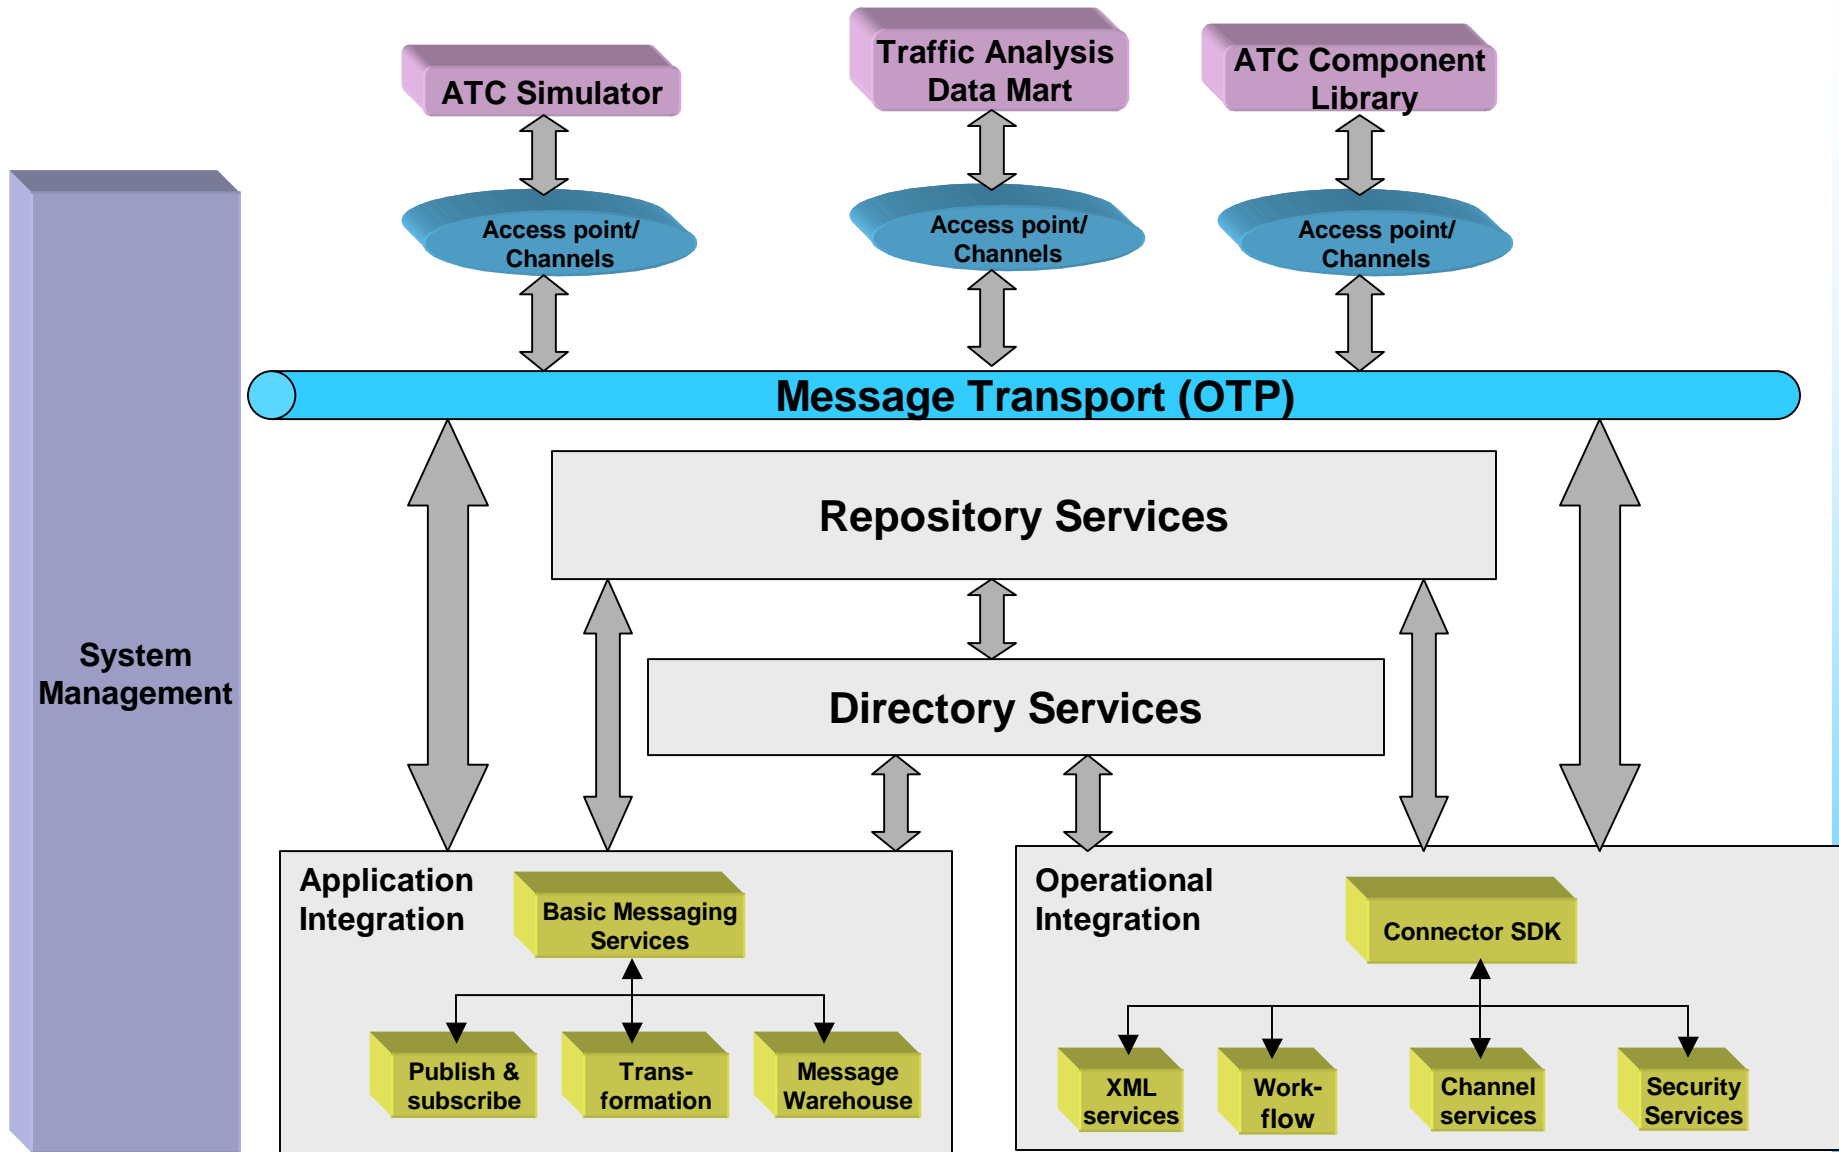 ATC Simulator
Traffic Analysis
Data Mart
ATC Component
Library
Access point/
Channels
Access point/
Channels
Access point/
Channels
Message Transport (OTP)
Repository Services
System
Management
Directory Services
Application
Integration
Basic Messaging
Services
Publish &
subscribe
Trans-
formation
Message
Warehouse
Operational
Integration
Connector SDK
XML
services
Work-
flow
Channel
services
Security
Services